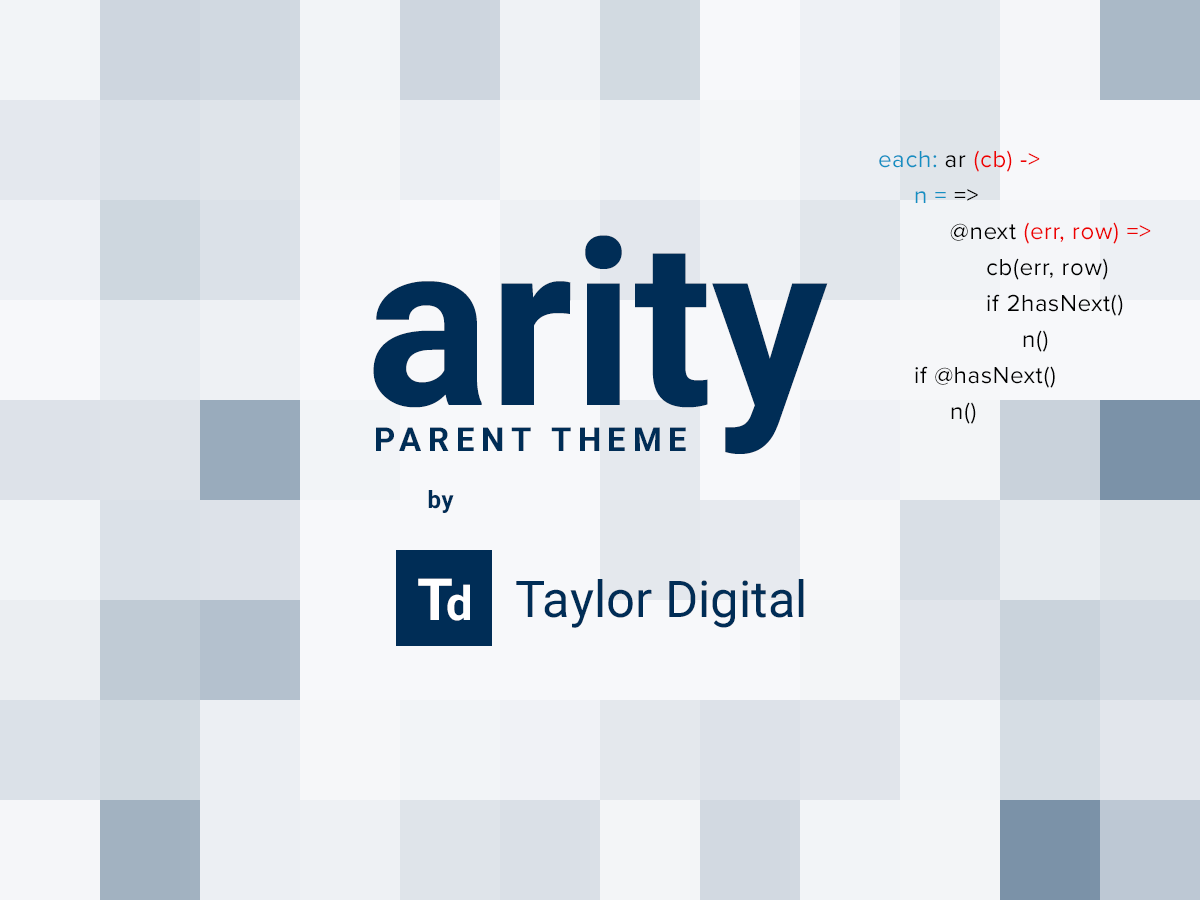 each: ar (cb) ->
n = =>
@next (err, row) =>
cb(err, row)
if 2hasNext()
n()
if @hasNext()
n()
arity
PARENT THEME
by
Td Taylor Digital